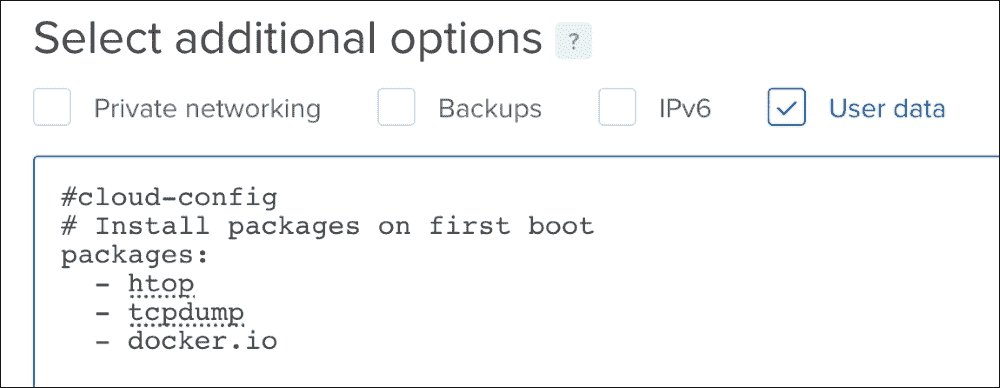 Select additional options ?
Private networking Backups IPv6 User data
#cloud-config
# Install packages on first boot
packages:
  - htop
  - tcpdump
  - docker.io